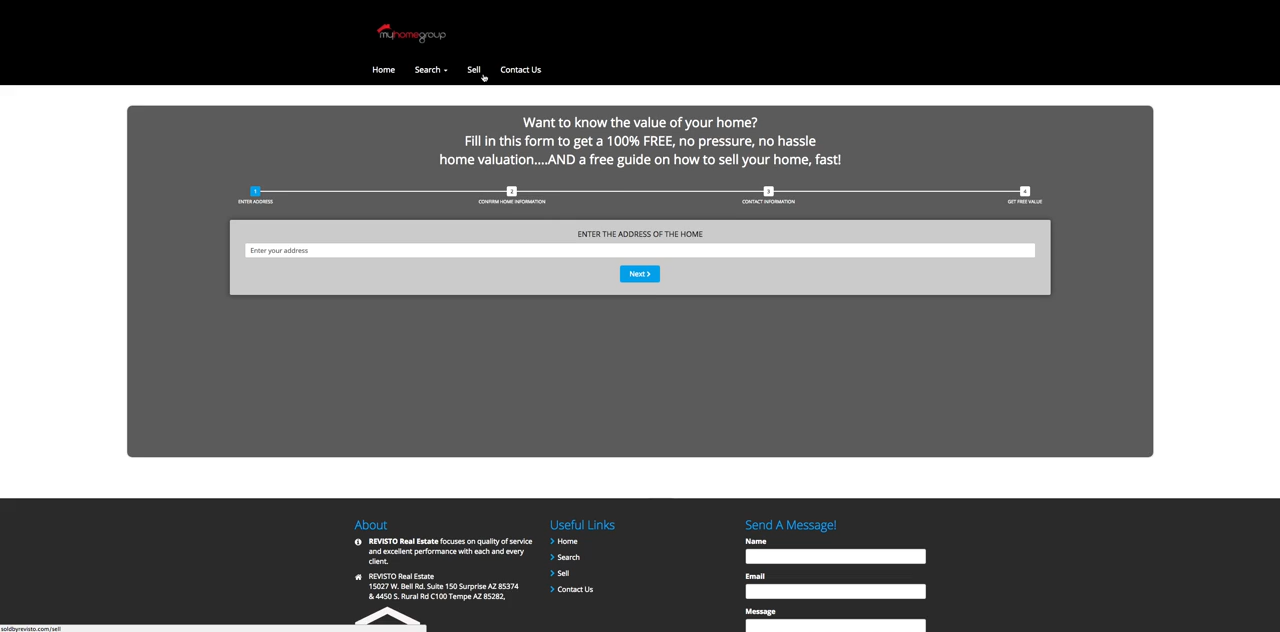 myhomegroup
Home
Search
Sell
Contact Us
Want to know the value of your home?
Fill in this form to get a 100% FREE, no pressure, no hassle
home valuation....AND a free guide on how to sell your home, fast!
1
2
3
4
ENTER ADDRESS
CONFIRM HOME INFORMATION
CONTACT INFORMATION
GET FREE VALUE
ENTER THE ADDRESS OF THE HOME
Enter your address
Next
About
REVISTO Real Estate focuses on quality of service
and excellent performance with each and every
client.
REVISTO Real Estate
15027 W. Bell Rd. Suite 150 Surprise AZ 85374
& 4450 S. Rural Rd C100 Tempe AZ 85282,
Useful Links
Home
Search
Sell
Contact Us
Send A Message!
Name
Email
Message
soldbyrevisto.com/sell